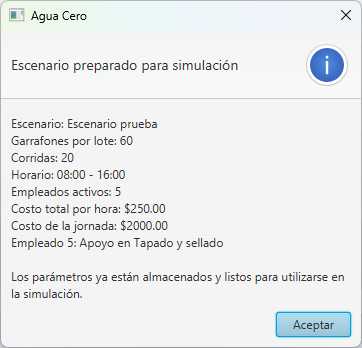 Agua Cero
Escenario preparado para simulación
i
Escenario: Escenario prueba
Garrafones por lote: 60
Corridas: 20
Horario: 08:00 - 16:00
Empleados activos: 5
Costo total por hora: $250.00
Costo de la jornada: $2000.00
Empleado 5: Apoyo en Tapado y sellado
Los parámetros ya están almacenados y listos para utilizarse en
la simulación.
Aceptar